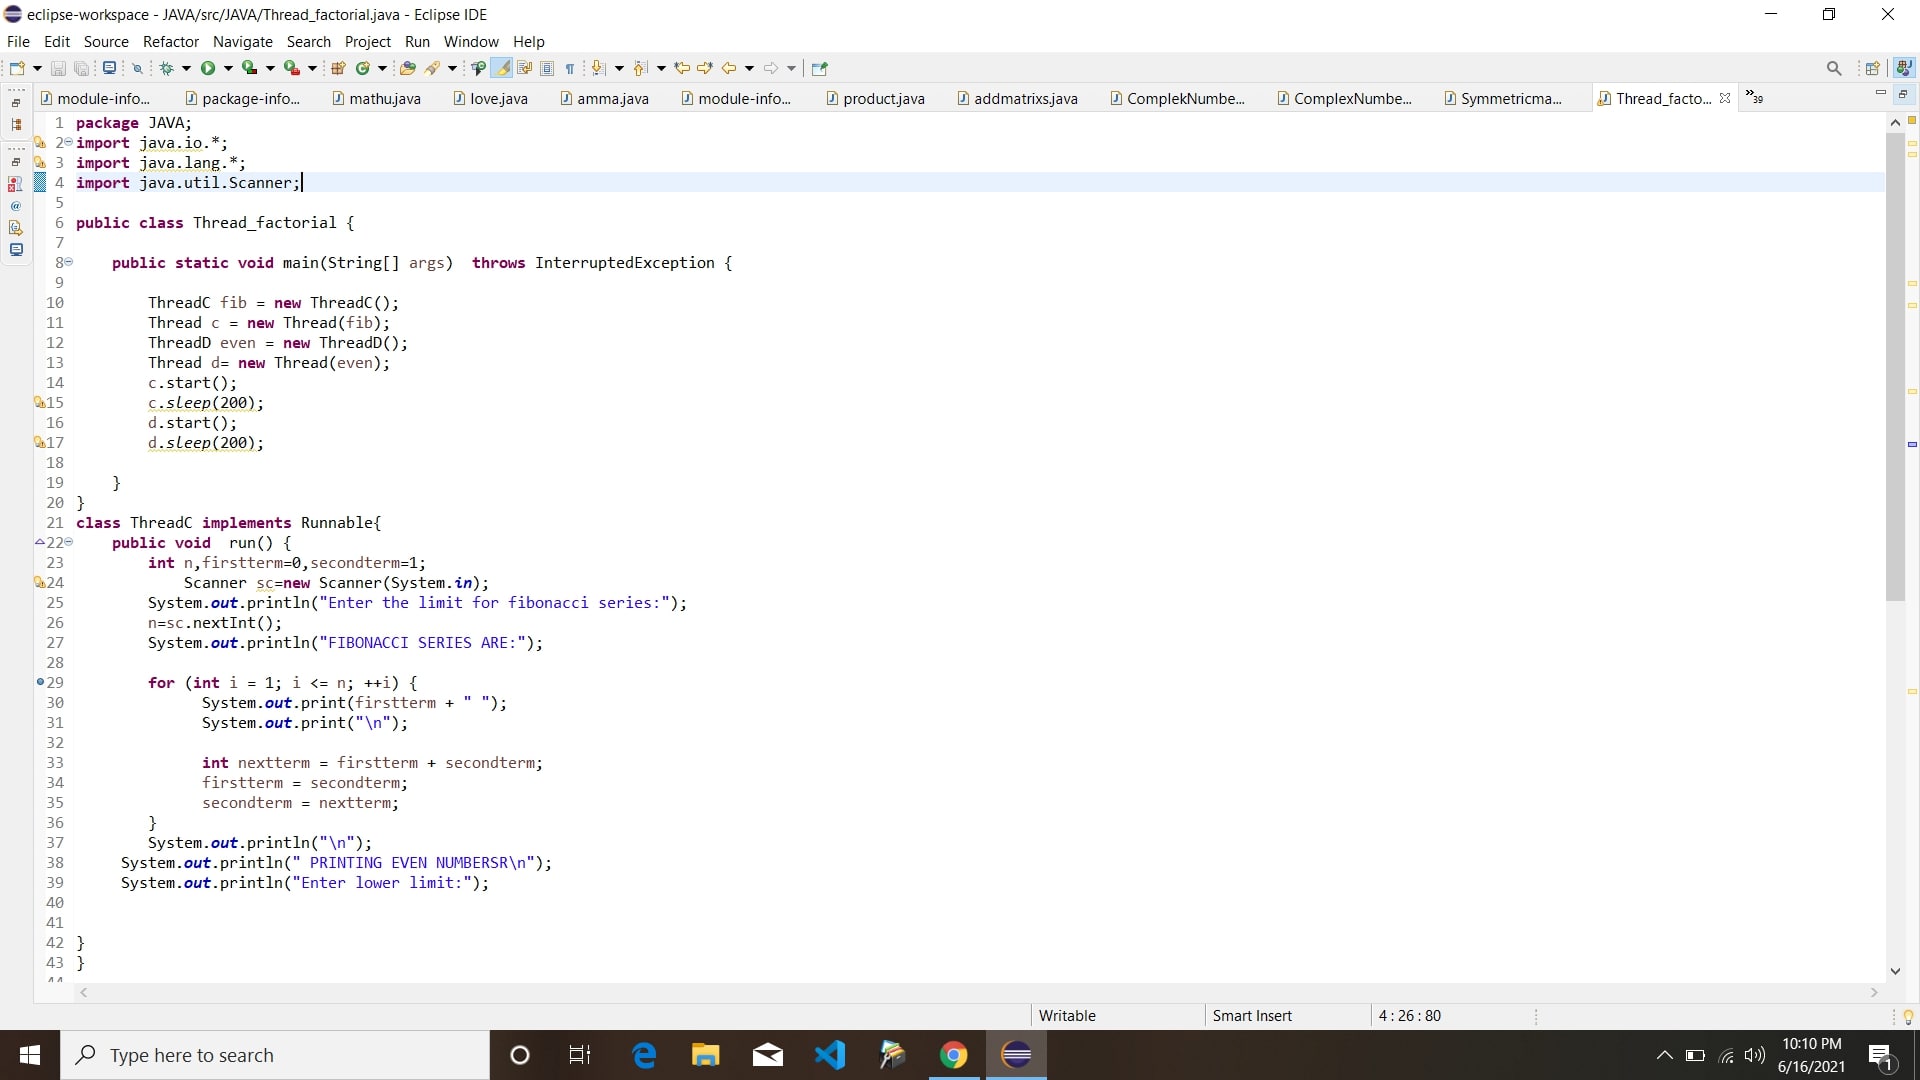 eclipse-workspace - JAVA/src/JAVA/Thread_factorial.java - Eclipse IDE
File Edit Source Refactor Navigate Search Project Run Window Help
module-info... package-info... mathu.java love.java amma.java module-info... product.java addmatrixs.java ComplekNumbe... ComplexNumbe... Symmetricma... Thread_facto... »39
1 package JAVA;
2 import java.io.*;
3 import java.lang.*;
4 import java.util.Scanner;
5
6 public class Thread_factorial {
7
8     public static void main(String[] args)  throws InterruptedException {
9
10         ThreadC fib = new ThreadC();
11         Thread c = new Thread(fib);
12         ThreadD even = new ThreadD();
13         Thread d= new Thread(even);
14         c.start();
15         c.sleep(200);
16         d.start();
17         d.sleep(200);
18
19     }
20 }
21 class ThreadC implements Runnable{
22     public void  run() {
23         int n,firstterm=0,secondterm=1;
24             Scanner sc=new Scanner(System.in);
25         System.out.println("Enter the limit for fibonacci series:");
26         n=sc.nextInt();
27         System.out.println("FIBONACCI SERIES ARE:");
28
29         for (int i = 1; i <= n; ++i) {
30               System.out.print(firstterm + " ");
31               System.out.print("\n");
32
33               int nextterm = firstterm + secondterm;
34               firstterm = secondterm;
35               secondterm = nextterm;
36         }
37         System.out.println("\n");
38      System.out.println(" PRINTING EVEN NUMBERSR\n");
39      System.out.println("Enter lower limit:");
40
41
42 }
43 }
44
Writable Smart Insert 4 : 26 : 80
Type here to search
10:10 PM
6/16/2021
1